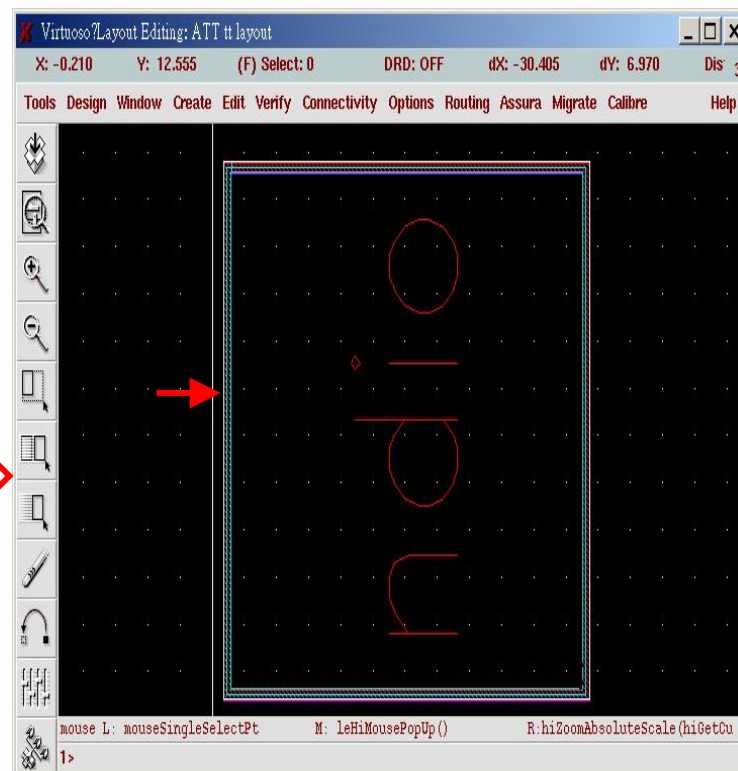 Virtuoso?Layout Editing: ATT tt layout
X: -0.210 Y: 12.555 (F) Select: 0 DRD: OFF dX: -30.405 dY: 6.970 Dis
Tools Design Window Create Edit Verify Connectivity Options Routing Assura Migrate Calibre Help
ndio
mouse L: mouseSingleSelectPt M: leHiMousePopUp() R:hiZoomAbsoluteScale(hiGetCu
1>